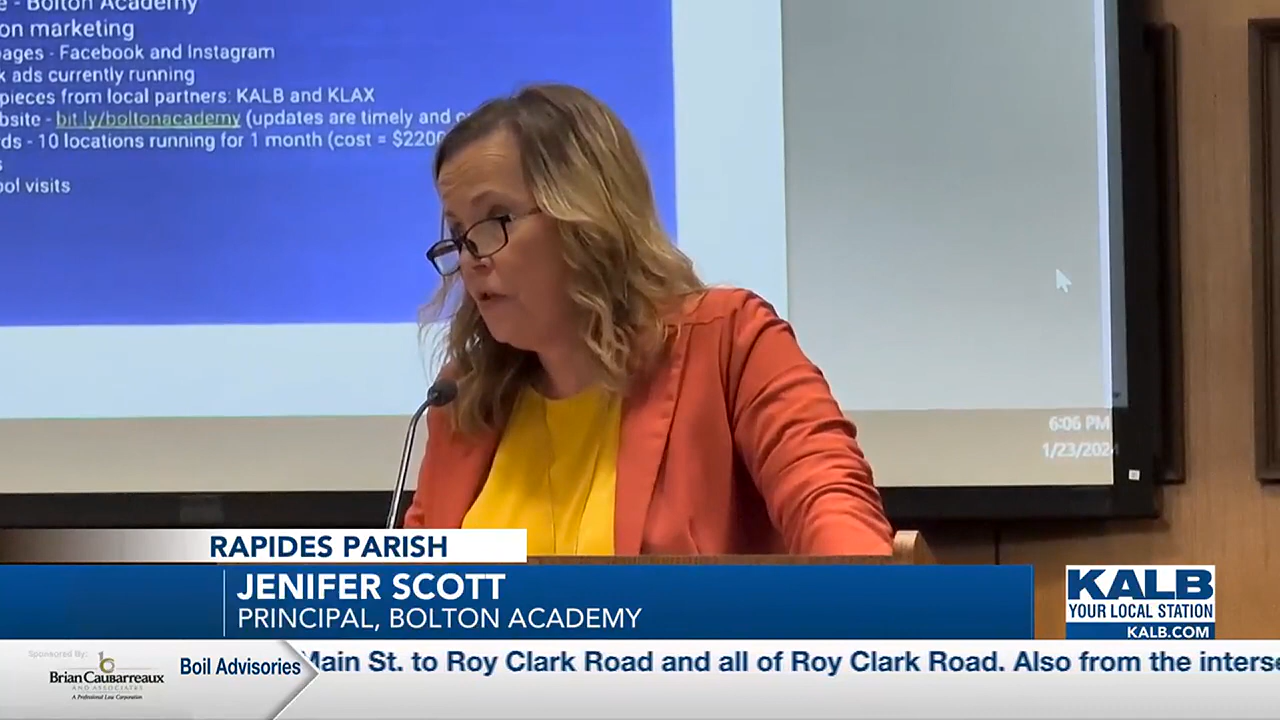 - Bolton Academy
on marketing
pages - Facebook and Instagram
ads currently running
pieces from local partners: KALB and KLAX
- bit.ly/boltonacademy (updates are timely and
- 10 locations running for 1 month (cost = $2200
visits
6:06 PM
1/23/2024
RAPIDES PARISH
JENIFER SCOTT
PRINCIPAL, BOLTON ACADEMY
KALB
YOUR LOCAL STATION
KALB.COM
Sponsored By:
Brian Caubarreaux
AND ASSOCIATES
A Professional Law Corporation
Boil Advisories
Main St. to Roy Clark Road and all of Roy Clark Road. Also from the